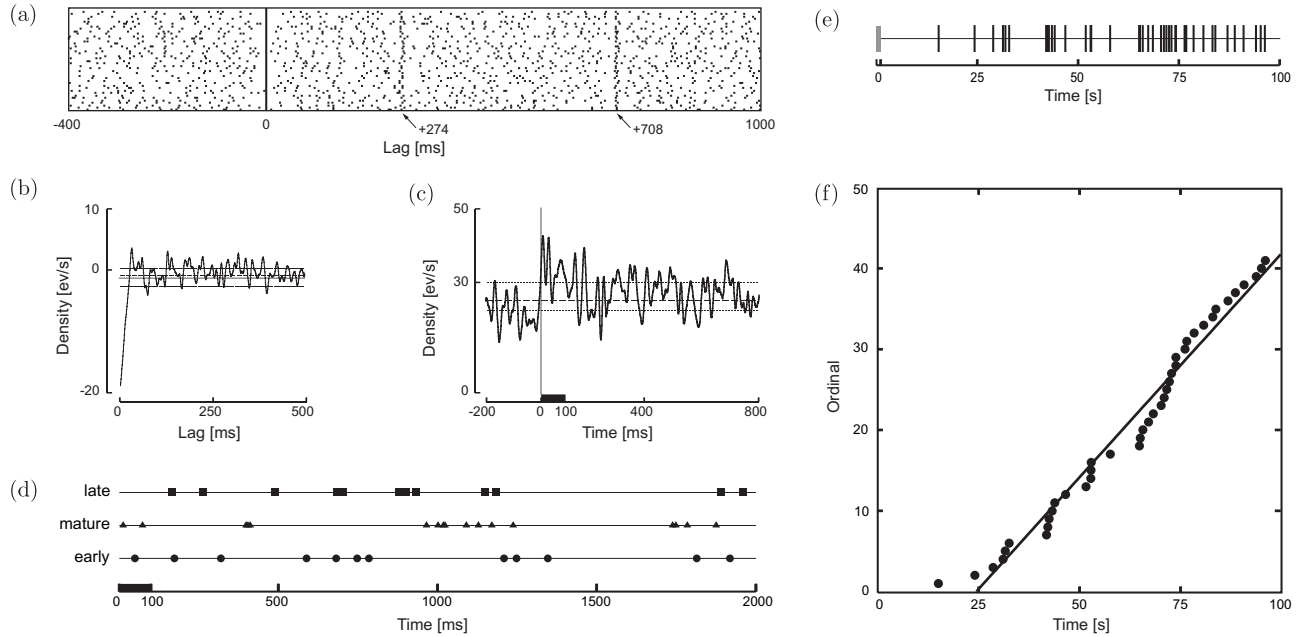 (a)
-400
0
+274
+708
1000
Lag [ms]
(b)
10
0
-20
Density [ev/s]
0
250
500
Lag [ms]
(c)
50
30
0
Density [ev/s]
-200
0
100
400
800
Time [ms]
(d)
late
mature
early
0
100
500
1000
1500
2000
Time [ms]
(e)
0
25
50
75
100
Time [s]
(f)
50
40
30
20
10
0
Ordinal
0
25
50
75
100
Time [s]